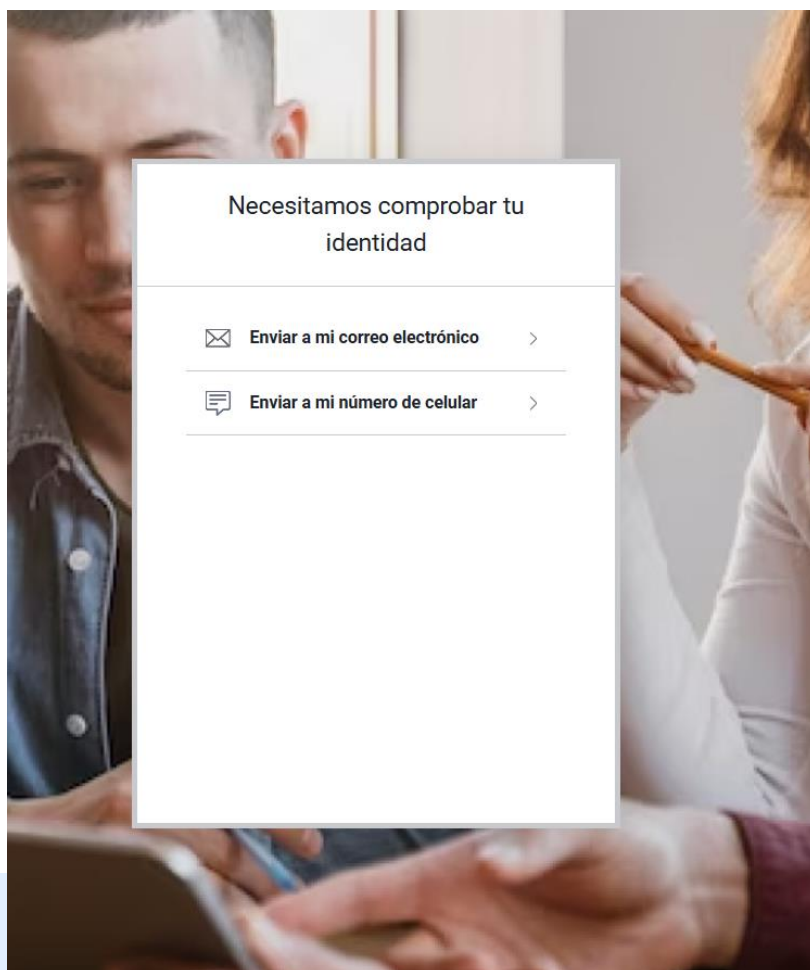 Necesitamos comprobar tu
identidad
Enviar a mi correo electrónico
Enviar a mi número de celular